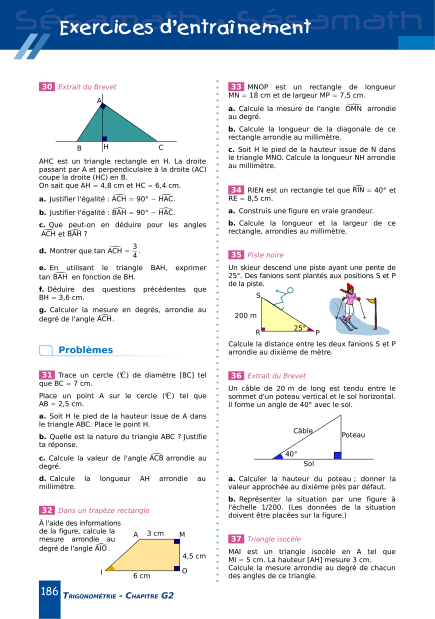 Sésamath Sésamath
Exercices d'entraînement
30 Extrait du Brevet
A
B
H
C
AHC est un triangle rectangle en H. La droite
passant par A et perpendiculaire à la droite (AC)
coupe la droite (HC) en B.
On sait que AH = 4,8 cm et HC = 6,4 cm.
a. Justifier l'égalité : ACH = 90° − HAC.
b. Justifier l'égalité : BAH = 90° − HAC.
c. Que peut-on en déduire pour les angles
ACH et BAH ?
d. Montrer que tan ACH = 3/4.
e. En utilisant le triangle BAH, exprimer
tan BAH en fonction de BH.
f. Déduire des questions précédentes que
BH = 3,6 cm.
g. Calculer la mesure en degrés, arrondie au
degré de l'angle ACH.
Problèmes
31 Trace un cercle (𝒞) de diamètre [BC] tel
que BC = 7 cm.
Place un point A sur le cercle (𝒞) tel que
AB = 2,5 cm.
a. Soit H le pied de la hauteur issue de A dans
le triangle ABC. Place le point H.
b. Quelle est la nature du triangle ABC ? Justifie
ta réponse.
c. Calcule la valeur de l'angle ACB arrondie au
degré.
d. Calcule la longueur AH arrondie au
millimètre.
32 Dans un trapèze rectangle
À l'aide des informations
de la figure, calcule la
mesure arrondie au
degré de l'angle AIO.
A 3 cm M
4,5 cm
I
O
6 cm
33 MNOP est un rectangle de longueur
MN = 18 cm et de largeur MP = 7,5 cm.
a. Calcule la mesure de l'angle OMN arrondie
au degré.
b. Calcule la longueur de la diagonale de ce
rectangle arrondie au millimètre.
c. Soit H le pied de la hauteur issue de N dans
le triangle MNO. Calcule la longueur NH arrondie
au millimètre.
34 RIEN est un rectangle tel que RIN = 40° et
RE = 8,5 cm.
a. Construis une figure en vraie grandeur.
b. Calcule la longueur et la largeur de ce
rectangle, arrondies au millimètre.
35 Piste noire
Un skieur descend une piste ayant une pente de
25°. Des fanions sont plantés aux positions S et P
de la piste.
S
200 m
25°
R
P
Calcule la distance entre les deux fanions S et P
arrondie au dixième de mètre.
36 Extrait du Brevet
Un câble de 20 m de long est tendu entre le
sommet d'un poteau vertical et le sol horizontal.
Il forme un angle de 40° avec le sol.
Câble
Poteau
40°
Sol
a. Calculer la hauteur du poteau ; donner la
valeur approchée au dixième près par défaut.
b. Représenter la situation par une figure à
l'échelle 1/200. (Les données de la situation
doivent être placées sur la figure.)
37 Triangle isocèle
MAI est un triangle isocèle en A tel que
MI = 5 cm. La hauteur [AH] mesure 3 cm.
Calcule la mesure arrondie au degré de chacun
des angles de ce triangle.
186 TRIGONOMÉTRIE - CHAPITRE G2